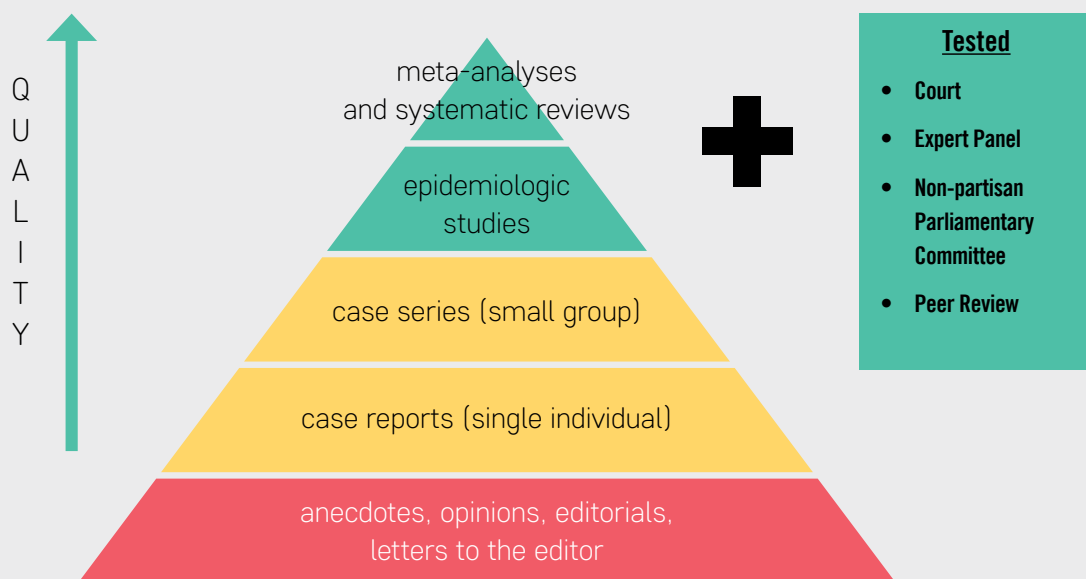 QUALITY
meta-analyses
and systematic reviews
epidemiologic
studies
case series (small group)
case reports (single individual)
anecdotes, opinions, editorials,
letters to the editor
Tested
• Court
• Expert Panel
• Non-partisan
Parliamentary
Committee
• Peer Review